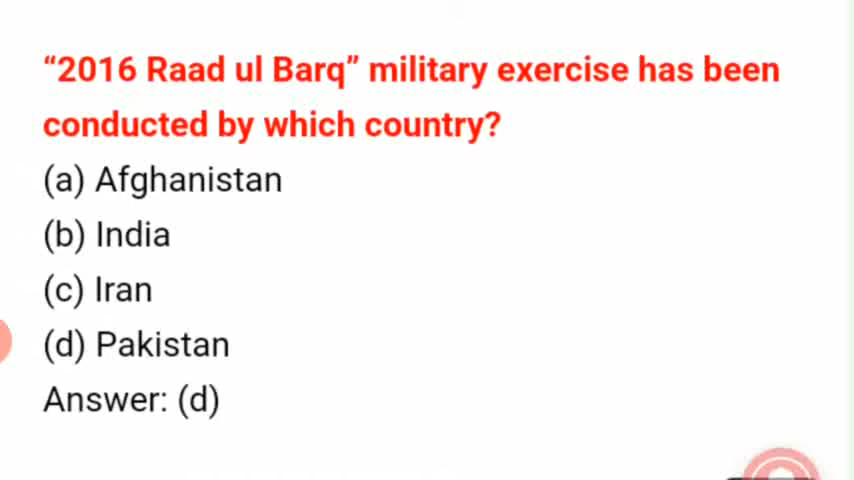 “2016 Raad ul Barq” military exercise has been
conducted by which country?
(a) Afghanistan
(b) India
(c) Iran
(d) Pakistan
Answer: (d)